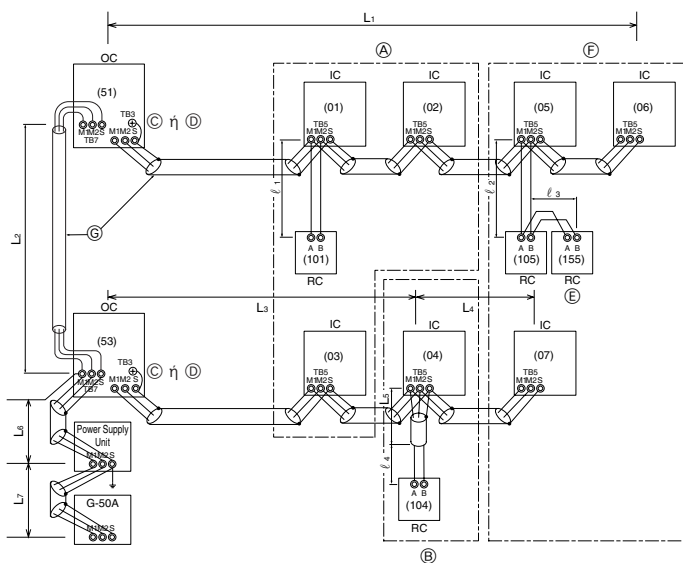 L1
A
F
OC
IC
IC
IC
IC
(51)
(01)
(02)
(05)
(06)
TB3
C ή D
M1M2S
TB7
M1M2S
TB5
M1M2S
TB5
M1M2S
TB5
M1M2S
TB5
M1M2S
ℓ1
ℓ2
ℓ3
L2
G
A B
(101)
RC
A B
(105)
RC
A B
(155)
RC
E
L3
L4
OC
IC
IC
IC
(53)
(03)
(04)
(07)
TB3
C ή D
M1M2S
TB7
M1M2S
TB5
M1M2S
TB5
M1M2S
TB5
M1M2S
L5
L6
Power Supply
Unit
M1M2S
ℓ4
A B
(104)
RC
L7
G-50A
M1M2S
B